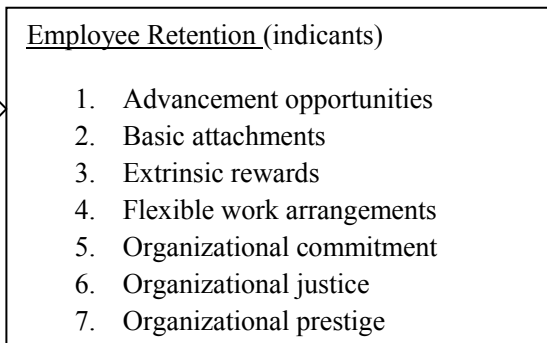 Employee Retention (indicants)
1. Advancement opportunities
2. Basic attachments
3. Extrinsic rewards
4. Flexible work arrangements
5. Organizational commitment
6. Organizational justice
7. Organizational prestige